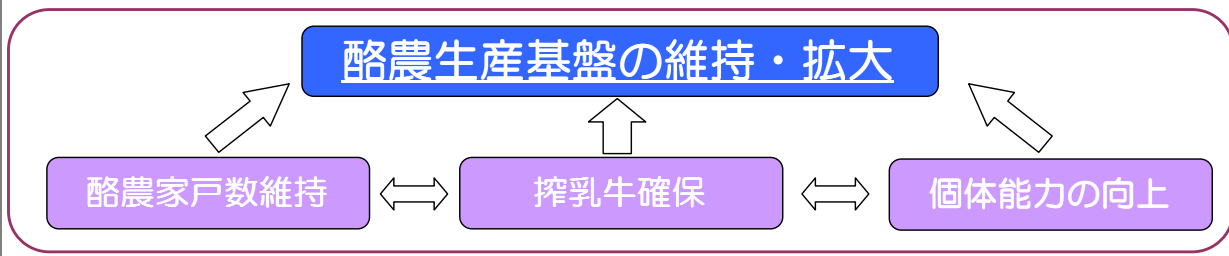 酪農生産基盤の維持・拡大
酪農家戸数維持
搾乳牛確保
個体能力の向上